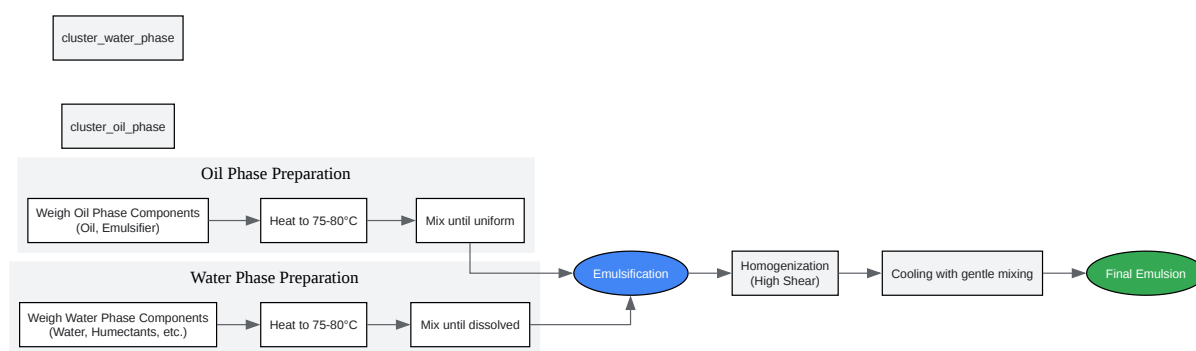 cluster_water_phase
cluster_oil_phase
Oil Phase Preparation
Weigh Oil Phase Components
(Oil, Emulsifier)
Heat to 75-80°C
Mix until uniform
Water Phase Preparation
Weigh Water Phase Components
(Water, Humectants, etc.)
Heat to 75-80°C
Mix until dissolved
Emulsification
Homogenization
(High Shear)
Cooling with gentle mixing
Final Emulsion